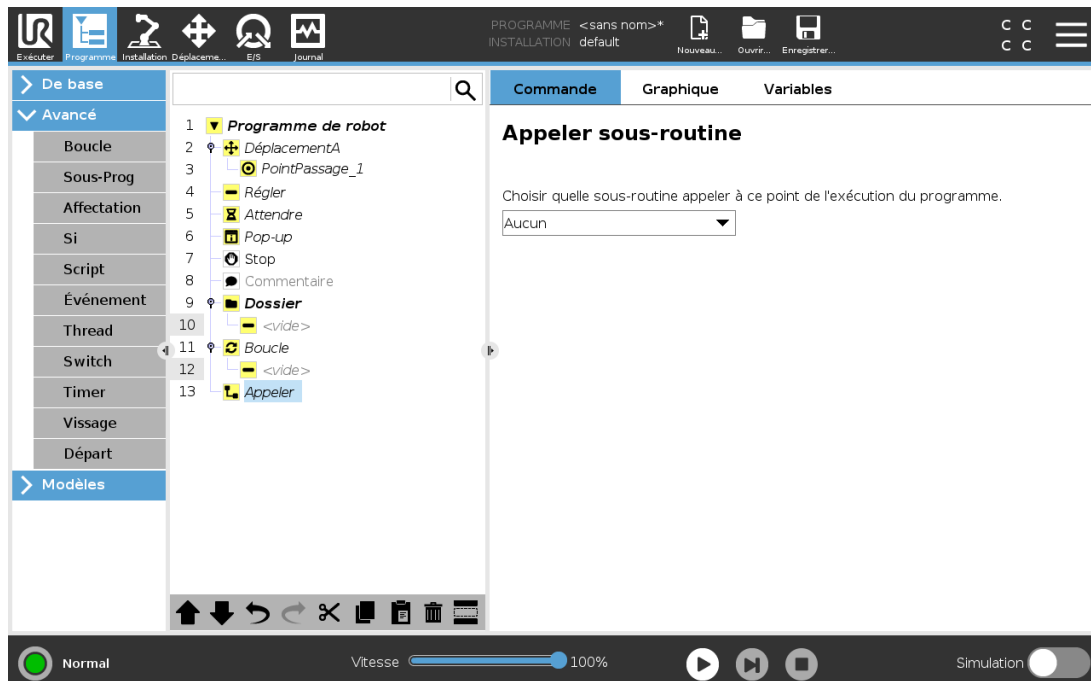 UR
PROGRAMME <sans nom>*
INSTALLATION default
C C
C C
Exécuter Programme Installation Déplaceme... E/S Journal
Nouveau... Ouvrir... Enregistrer...
De base
Avancé
Boucle
Sous-Prog
Affectation
Si
Script
Événement
Thread
Switch
Timer
Vissage
Départ
Modèles
1 Programme de robot
2 DéplacementA
3 PointPassage_1
4 Régler
5 Attendre
6 Pop-up
7 Stop
8 Commentaire
9 Dossier
10 <vide>
11 Boucle
12 <vide>
13 Appeler
Commande Graphique Variables
Appeler sous-routine
Choisir quelle sous-routine appeler à ce point de l'exécution du programme.
Aucun
Normal
Vitesse 100%
Simulation